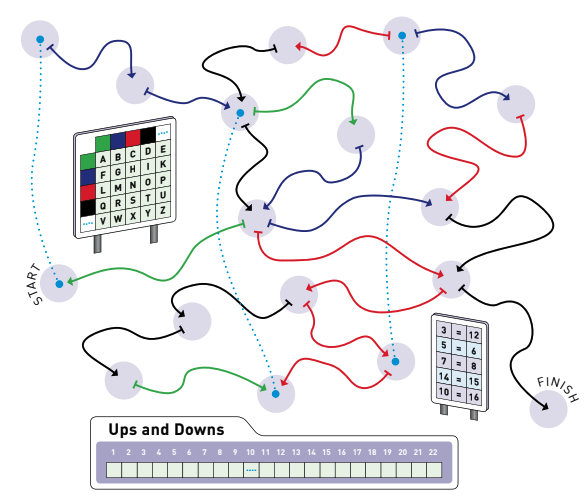 A B C D E
F G H I K
L M N O P
Q R S T U
V W X Y Z
START
3 = 12
5 = 6
7 = 8
14 = 15
10 = 16
FINISH
Ups and Downs
1 2 3 4 5 6 7 8 9 10 11 12 13 14 15 16 17 18 19 20 21 22